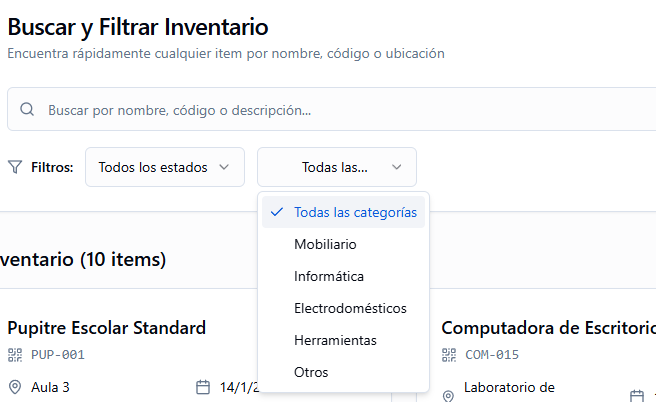 Buscar y Filtrar Inventario
Encuentra rápidamente cualquier item por nombre, código o ubicación
Buscar por nombre, código o descripción...
Filtros: Todos los estados Todas las...
Todas las categorías
Mobiliario
Informática
Electrodomésticos
Herramientas
Otros
ventario (10 items)
Pupitre Escolar Standard
PUP-001
Aula 3 14/1/2
Computadora de Escritorio
COM-015
Laboratorio de